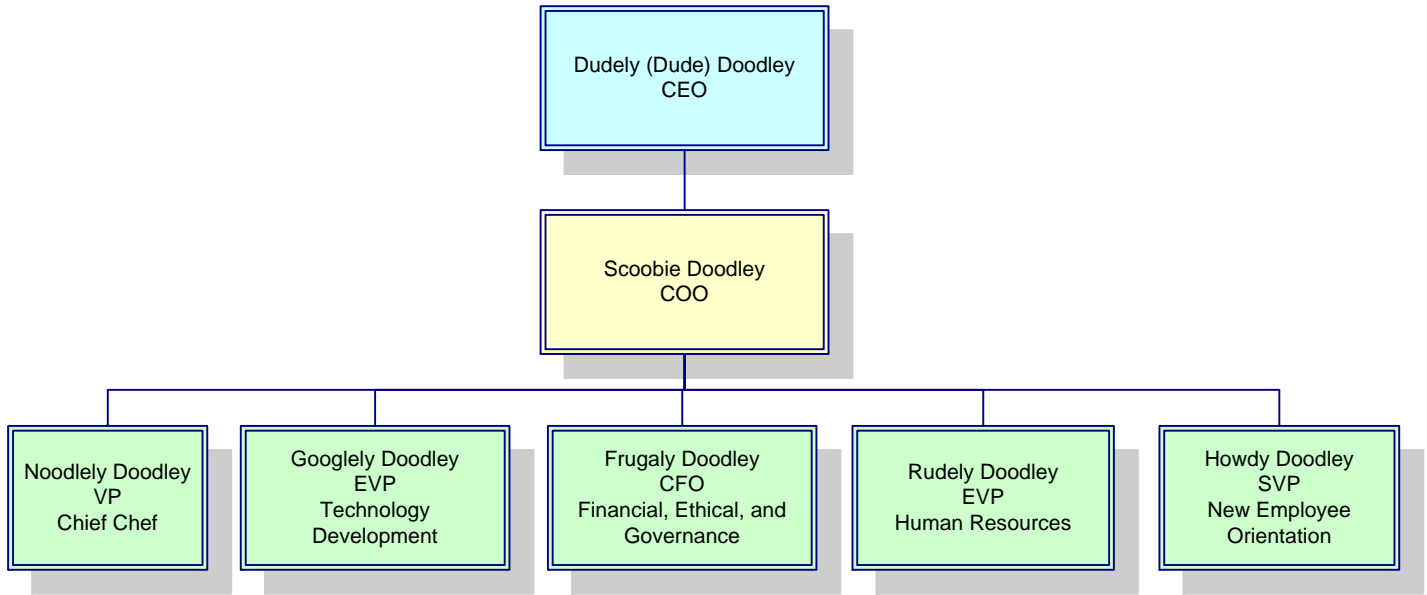 Dudely (Dude) Doodley
CEO
Scoobie Doodley
COO
Noodlely Doodley
VP
Chief Chef
Googlely Doodley
EVP
Technology
Development
Frugaly Doodley
CFO
Financial, Ethical, and
Governance
Rudely Doodley
EVP
Human Resources
Howdy Doodley
SVP
New Employee
Orientation